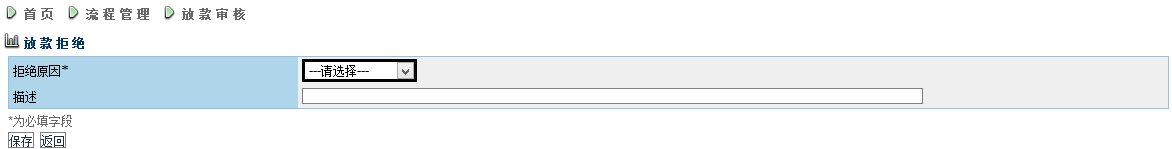 首页 流程管理 放款审核
放款拒绝
拒绝原因* ---请选择---
描述
*为必填字段
保存 返回